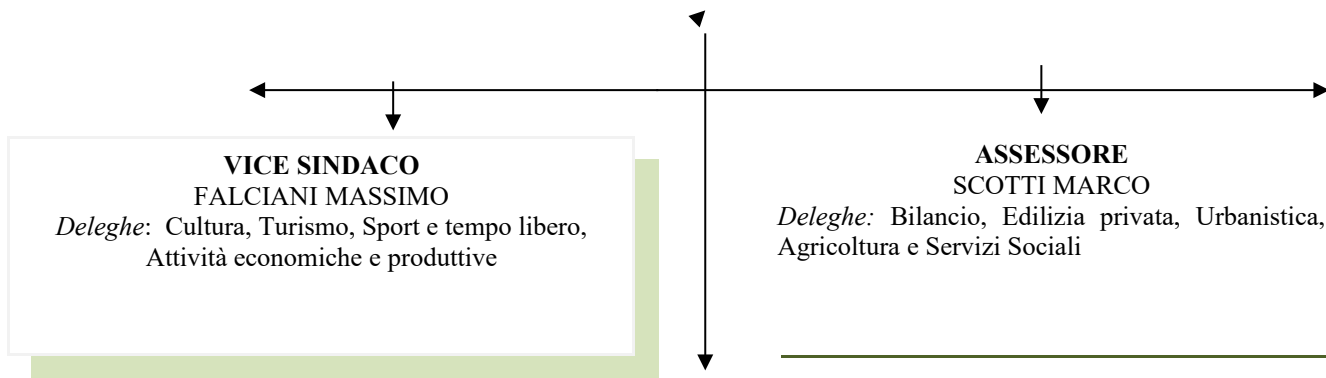 VICE SINDACO
FALCIANI MASSIMO
Deleghe: Cultura, Turismo, Sport e tempo libero,
Attività economiche e produttive
ASSESSORE
SCOTTI MARCO
Deleghe: Bilancio, Edilizia privata, Urbanistica,
Agricoltura e Servizi Sociali